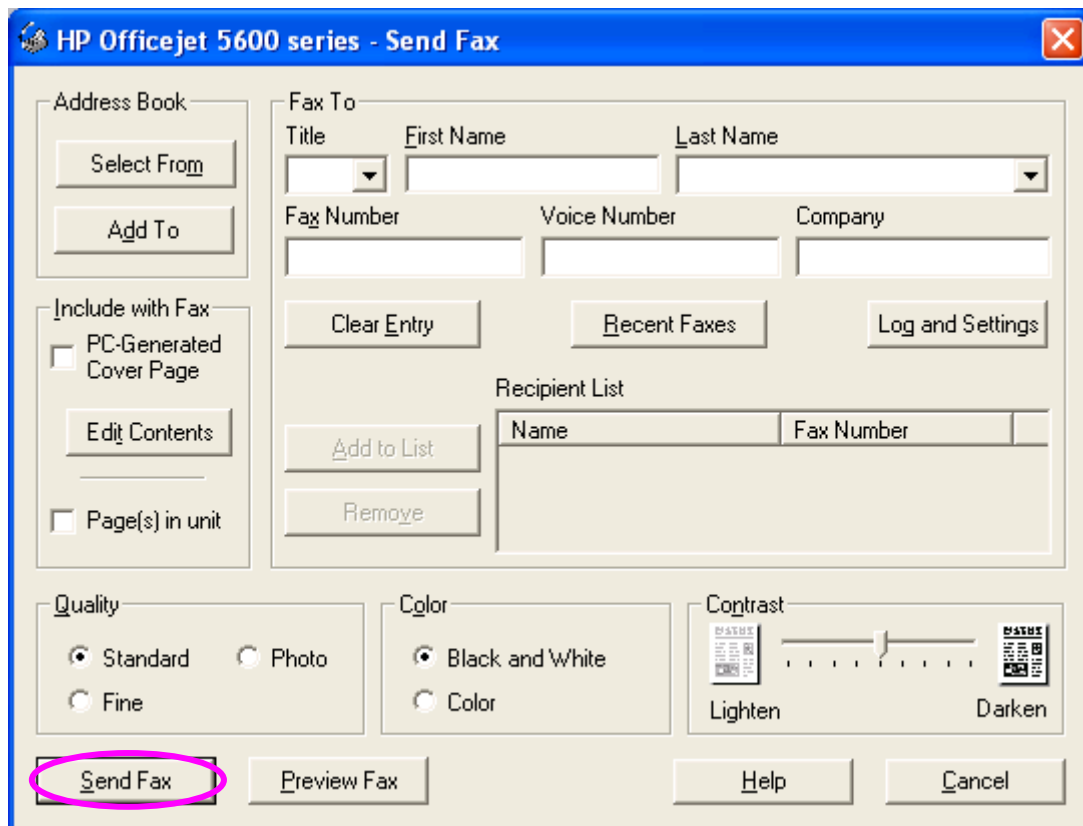 HP Officejet 5600 series - Send Fax
Address Book
Select From
Add To
Include with Fax
PC-Generated
Cover Page
Edit Contents
Page(s) in unit
Fax To
Title First Name Last Name
Fax Number Voice Number Company
Clear Entry Recent Faxes Log and Settings
Recipient List
Add to List
Remove
Name Fax Number
Quality
Standard Photo
Fine
Color
Black and White
Color
Contrast
Lighten Darken
Send Fax Preview Fax Help Cancel